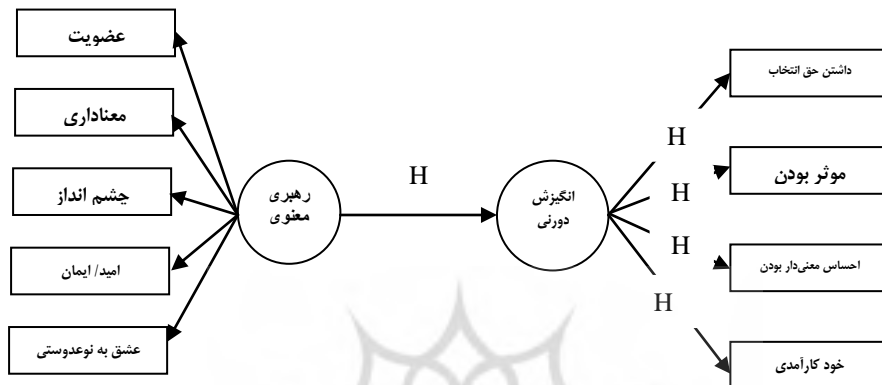 عضویت
معناداری
چشم انداز
امید/ ایمان
عشق به نوعدوستی
رهبری
معنوی
H
انگیزش
دورنی
H
H
H
H
داشتن حق انتخاب
موثر بودن
احساس معنی‌دار بودن
خود کارآمدی